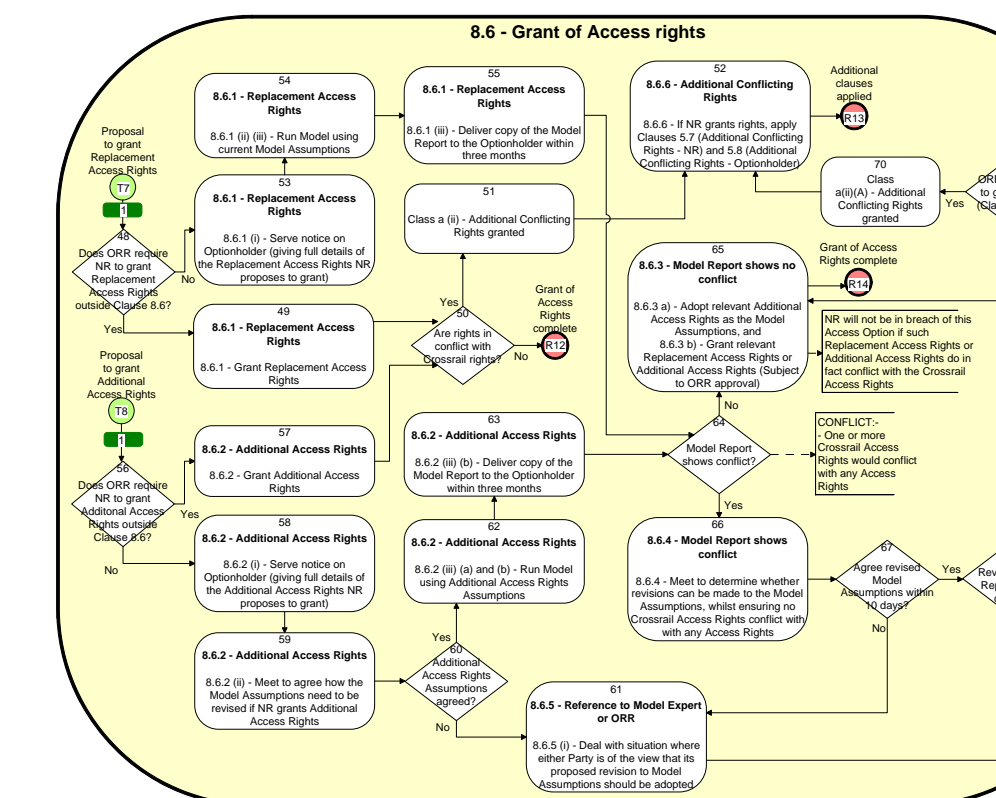 8.6 - Grant of Access rights
Proposal
to grant
Replacement
Access Rights
T7
1
48
Does ORR require
NR to grant
Replacement
Access Rights
outside Clause 8.6?
No
Yes
54
8.6.1 - Replacement Access
Rights
8.6.1 (ii) (iii) - Run Model using
current Model Assumptions
53
8.6.1 - Replacement Access
Rights
8.6.1 (i) - Serve notice on
Optionholder (giving full details of
the Replacement Access Rights NR
proposes to grant)
49
8.6.1 - Replacement Access
Rights
8.6.1 - Grant Replacement Access
Rights
55
8.6.1 - Replacement Access
Rights
8.6.1 (iii) - Deliver copy of the Model
Report to the Optionholder within
three months
51
Class a (ii) - Additional Conflicting
Rights granted
Yes
50
Are rights in
conflict with
Crossrail rights?
No
Grant of
Access
Rights
complete
R12
52
8.6.6 - Additional Conflicting
Rights
8.6.6 - If NR grants rights, apply
Clauses 5.7 (Additional Conflicting
Rights - NR) and 5.8 (Additional
Conflicting Rights - Optionholder)
Additional
clauses
applied
R13
70
Class
a(ii)(A) - Additional
Conflicting Rights
granted
Yes
OR
to g
(Cla
65
8.6.3 - Model Report shows no
conflict
8.6.3 a) - Adopt relevant Additional
Access Rights as the Model
Assumptions, and
8.6.3 b) - Grant relevant
Replacement Access Rights or
Additional Access Rights (Subject
to ORR approval)
Grant of Access
Rights complete
R14
NR will not be in breach of this
Access Option if such
Replacement Access Rights or
Additional Access Rights do in
fact conflict with the Crossrail
Access Rights
Proposal
to grant
Additional
Access Rights
T8
1
56
Does ORR require
NR to grant
Additonal Access
Rights outside
Clause 8.6?
Yes
No
57
8.6.2 - Additional Access Rights
8.6.2 - Grant Additional Access
Rights
58
8.6.2 - Additional Access Rights
8.6.2 (i) - Serve notice on
Optionholder (giving full details of
the Additional Access Rights NR
proposes to grant)
59
8.6.2 - Additional Access Rights
8.6.2 (ii) - Meet to agree how the
Model Assumptions need to be
revised if NR grants Additional
Access Rights
63
8.6.2 - Additional Access Rights
8.6.2 (iii) (b) - Deliver copy of the
Model Report to the Optionholder
within three months
62
8.6.2 - Additional Access Rights
8.6.2 (iii) (a) and (b) - Run Model
using Additional Access Rights
Assumptions
Yes
60
Additional
Access Rights
Assumptions
agreed?
No
No
64
Model Report
shows conflict?
Yes
CONFLICT:-
- One or more
Crossrail Access
Rights would conflict
with any Access
Rights
66
8.6.4 - Model Report shows
conflict
8.6.4 - Meet to determine whether
revisions can be made to the Model
Assumptions, whilst ensuring no
Crossrail Access Rights conflict with
with any Access Rights
67
Agree revised
Model
Assumptions within
10 days?
Yes
No
Rev
Rep
61
8.6.5 - Reference to Model Expert
or ORR
8.6.5 (i) - Deal with situation where
either Party is of the view that its
proposed revision to Model
Assumptions should be adopted